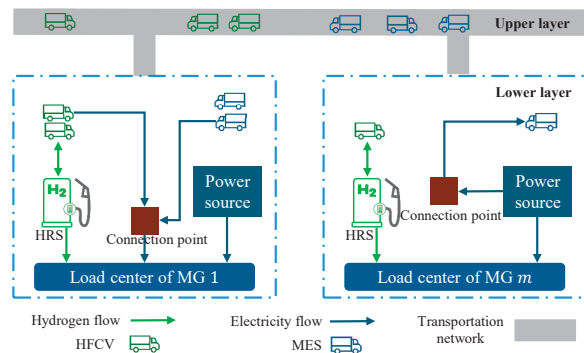 Upper layer
Lower layer
H2
HRS
Connection point
Power
source
Load center of MG 1
H2
HRS
Connection point
Power
source
Load center of MG m
Hydrogen flow
Electricity flow
Transportation
network
HFCV
MES